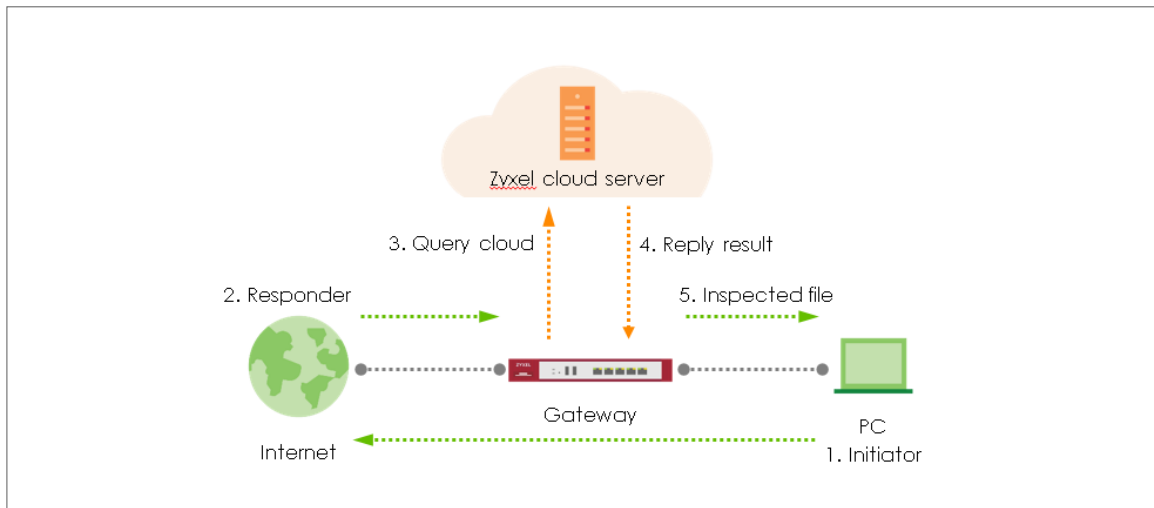 Zyxel cloud server
3. Query cloud
4. Reply result
2. Responder
5. Inspected file
ZYXEL
Gateway
Internet
PC
1. Initiator